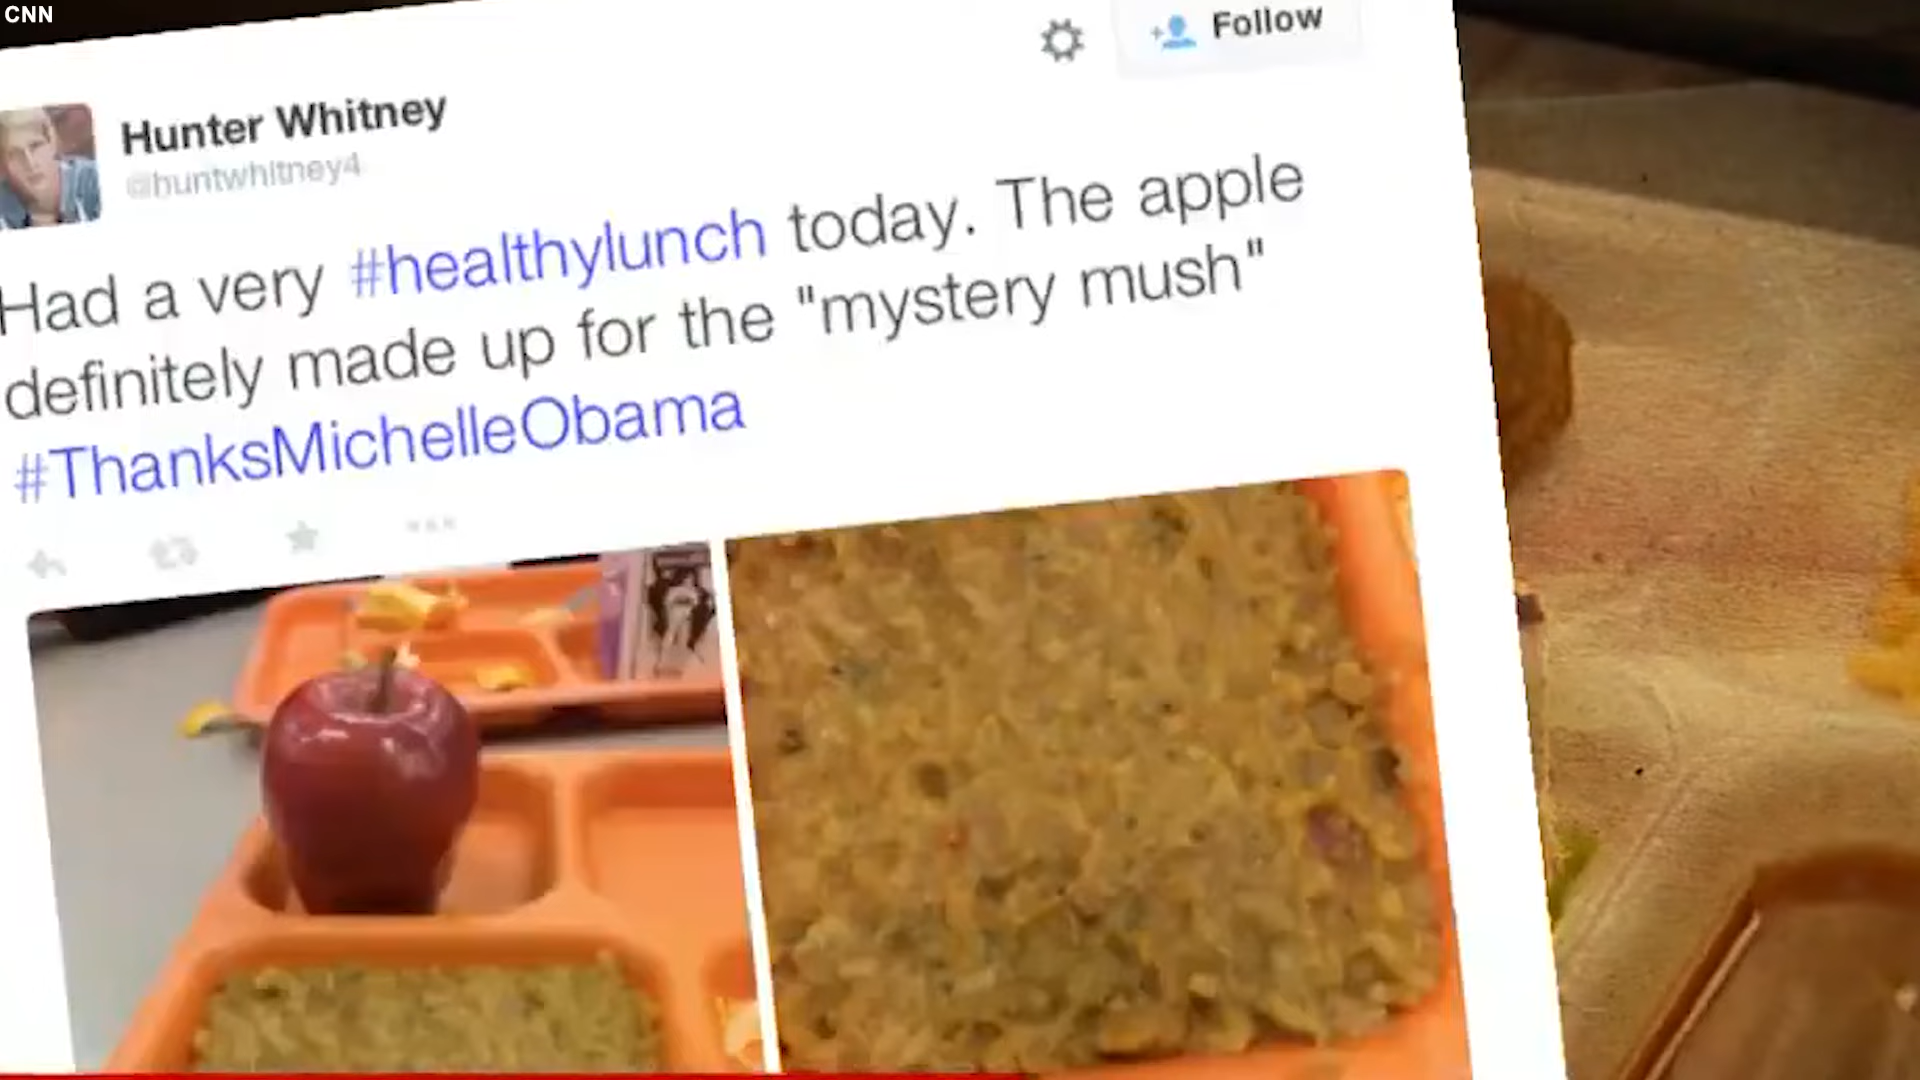 CNN
Follow
Hunter Whitney
@huntwhitney4
Had a very #healthylunch today. The apple
definitely made up for the "mystery mush"
#ThanksMichelleObama